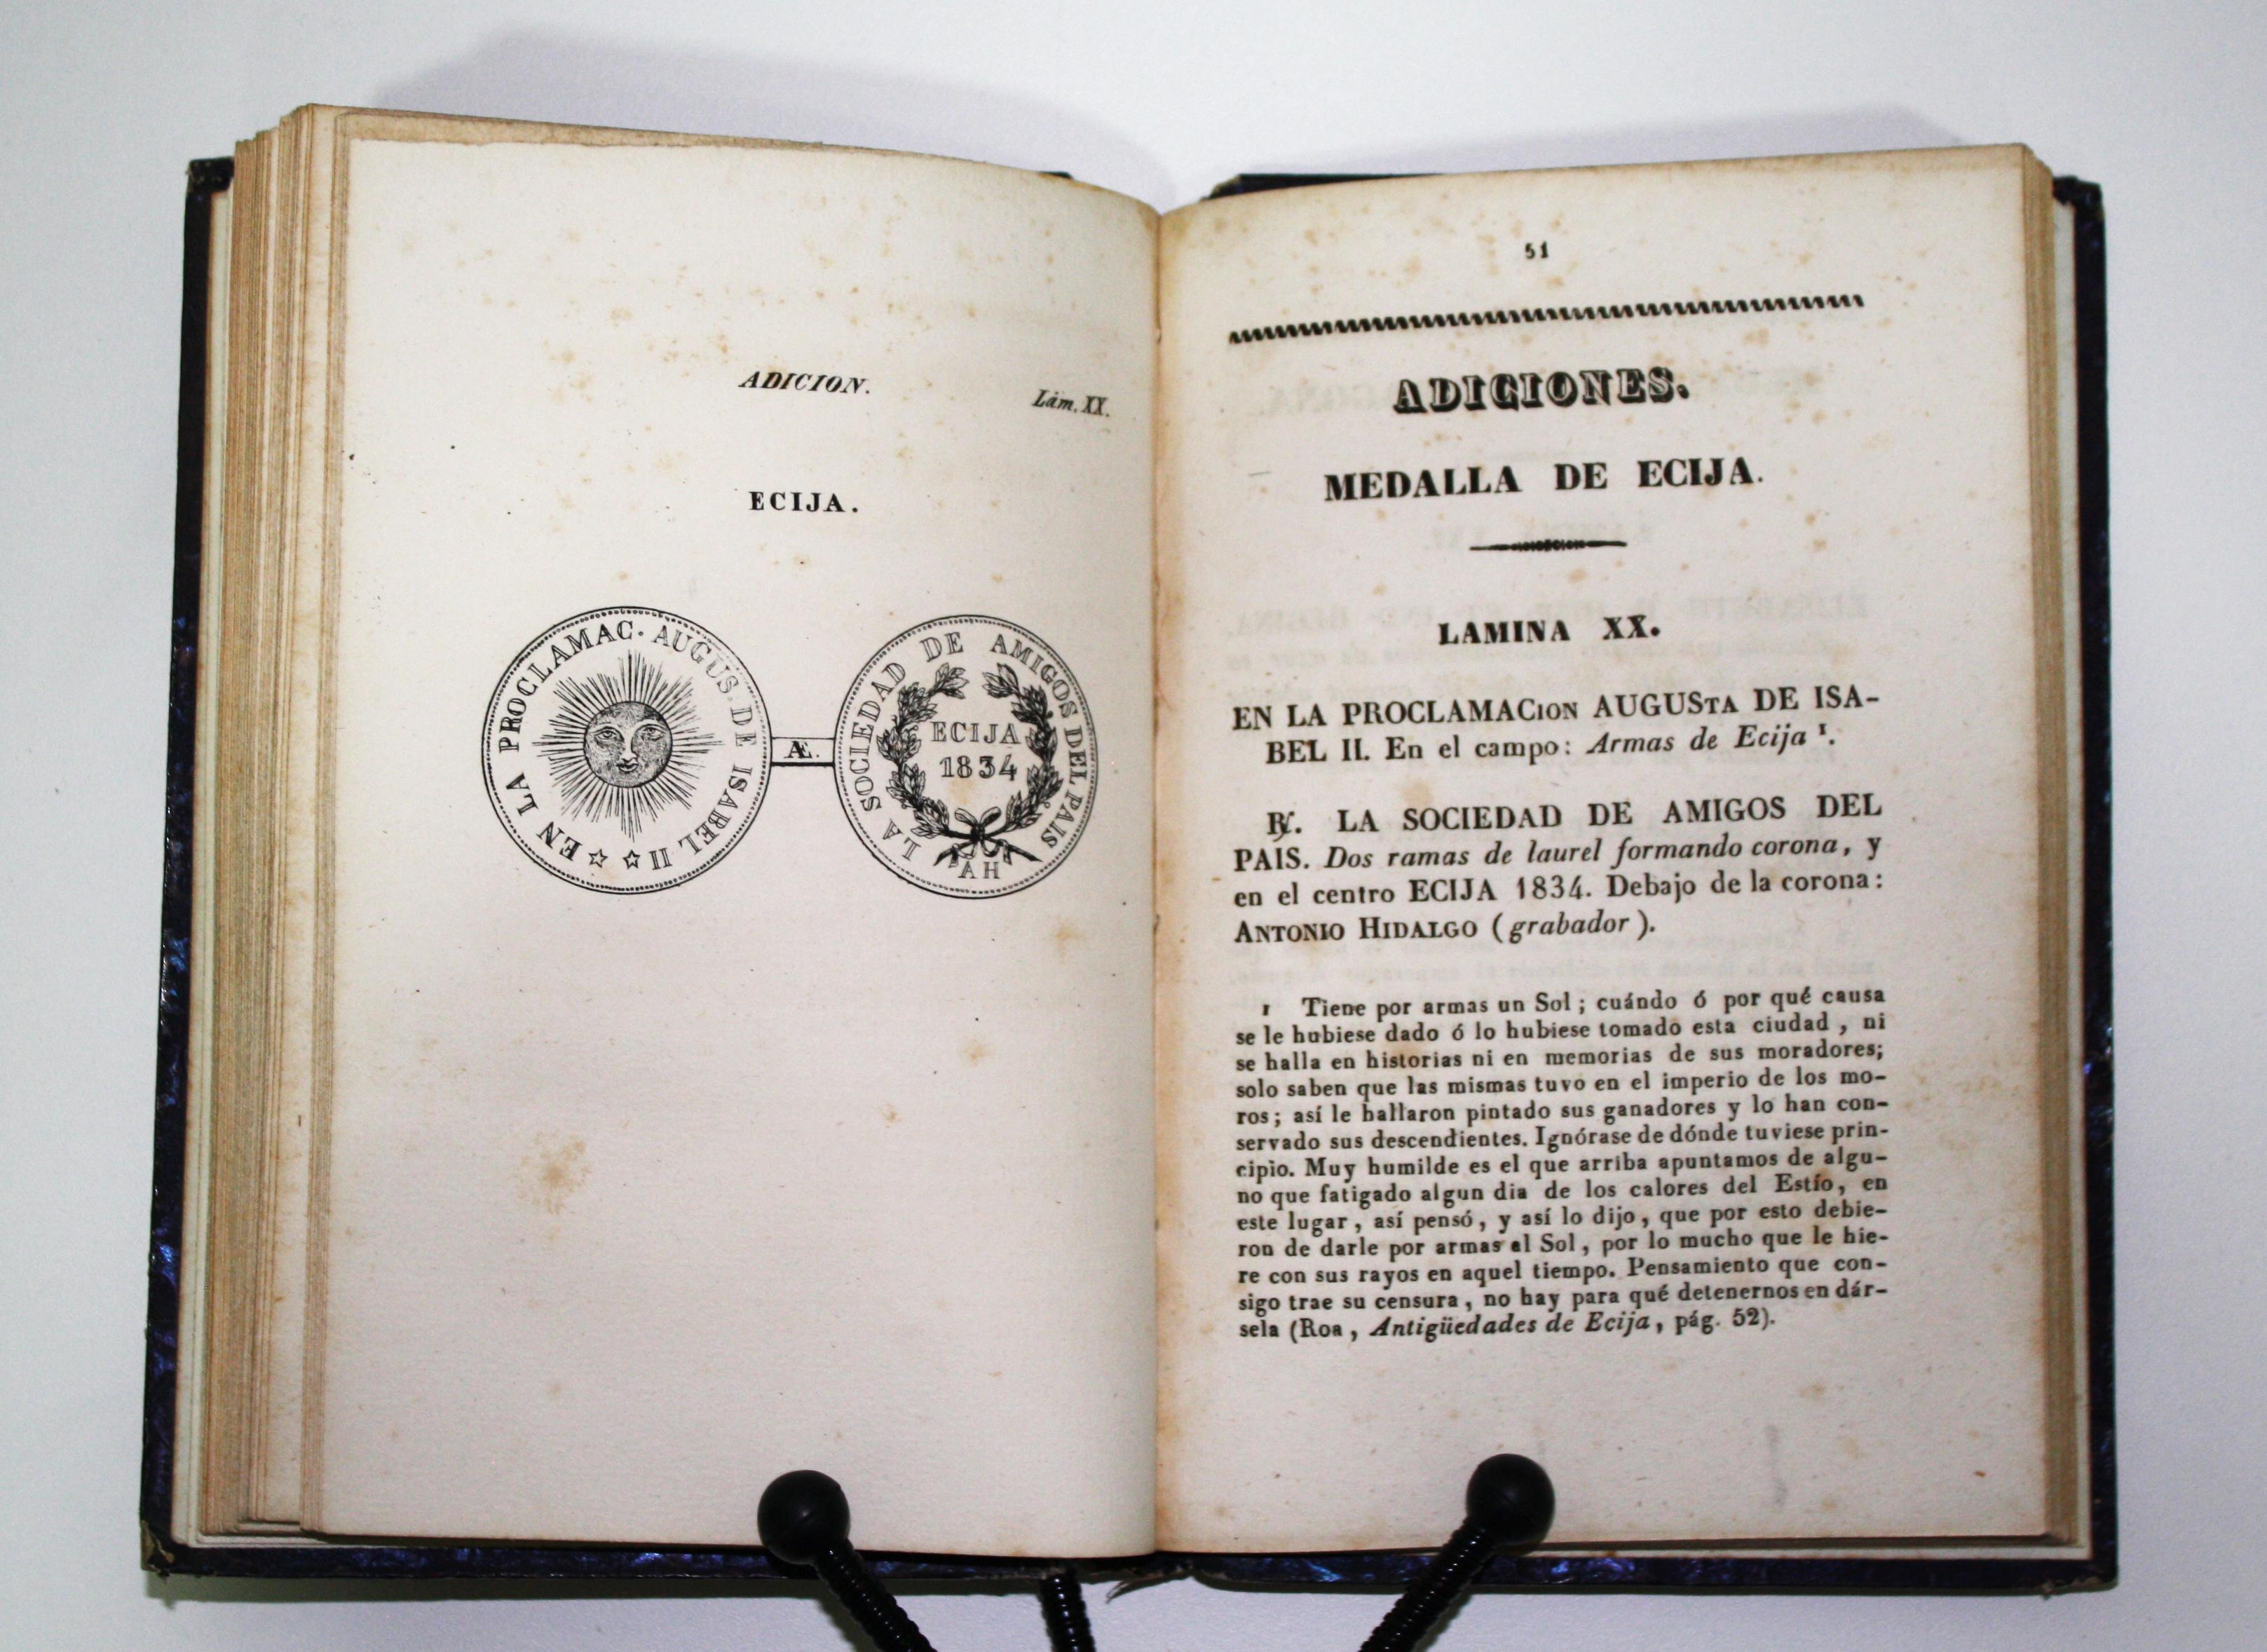 ADICION.
Lám. XX.
ECIJA.
EN LA PROCLAMAC. AUGUS. DE ISABEL II
Æ.
LA SOCIEDAD DE AMIGOS DEL PAIS
ECIJA
1834
AH
51
ADICIONES.
MEDALLA DE ECIJA.
LAMINA XX.
EN LA PROCLAMACION AUGUSTA DE ISA-
BEL II. En el campo: Armas de Ecija 1.
R. LA SOCIEDAD DE AMIGOS DEL
PAIS. Dos ramas de laurel formando corona, y
en el centro ECIJA 1834. Debajo de la corona:
ANTONIO HIDALGO (grabador).
1 Tiene por armas un Sol; cuándo ó por qué causa
se le hubiese dado ó lo hubiese tomado esta ciudad, ni
se halla en historias ni en memorias de sus moradores;
solo saben que las mismas tuvo en el imperio de los mo-
ros; así le hallaron pintado sus ganadores y lo han con-
servado sus descendientes. Ignórase de dónde tuviese prin-
cipio. Muy humilde es el que arriba apuntamos de algu-
no que fatigado algun dia de los calores del Estío, en
este lugar, así pensó, y así lo dijo, que por esto debie-
ron de darle por armas el Sol, por lo mucho que le hie-
re con sus rayos en aquel tiempo. Pensamiento que con-
sigo trae su censura, no hay para qué detenernos en dár-
sela (Roa, Antigüedades de Ecija, pág. 52).